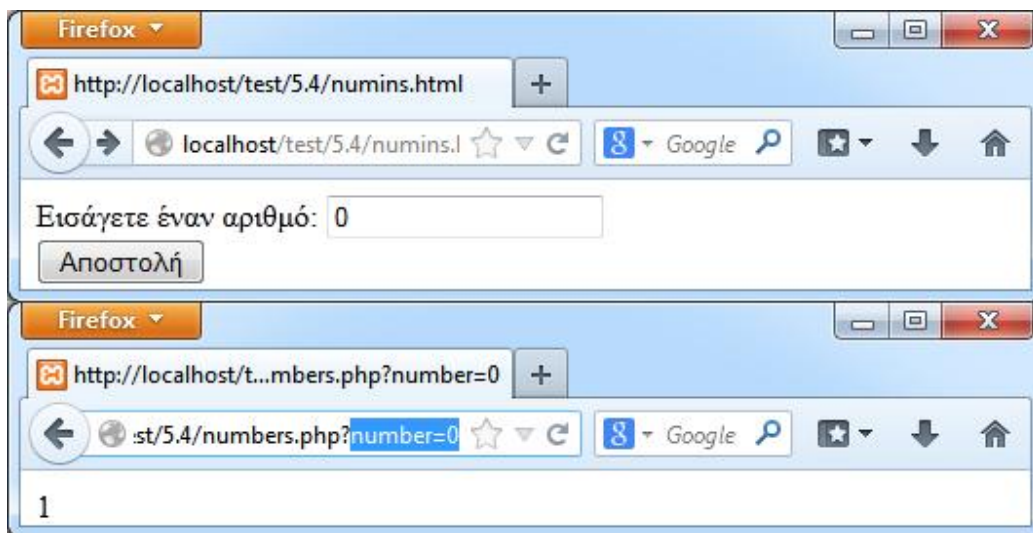 Firefox
http://localhost/test/5.4/numins.html
localhost/test/5.4/numins.l
Google
Εισάγετε έναν αριθμό: 0
Αποστολή
Firefox
http://localhost/t...mbers.php?number=0
:st/5.4/numbers.php?number=0
Google
1